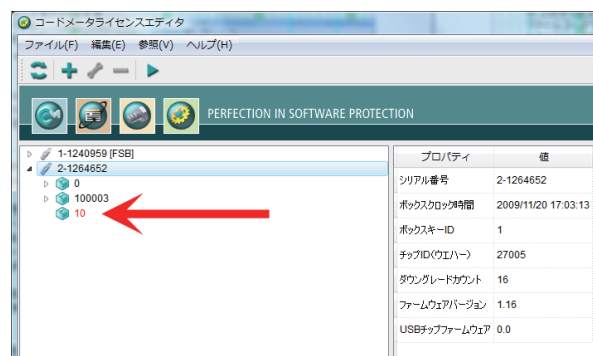 コードメータライセンスエディタ
ファイル(F) 編集(E) 参照(V) ヘルプ(H)
PERFECTION IN SOFTWARE PROTECTION
1-1240959 [FSB]
2-1264652
0
100003
10
プロパティ 値
シリアル番号 2-1264652
ボックスクロック時間 2009/11/20 17:03:13
ボックスキーID 1
チップID(ウエハー) 27005
ダウングレードカウント 16
ファームウェアバージョン 1.16
USBチップファームウェア 0.0